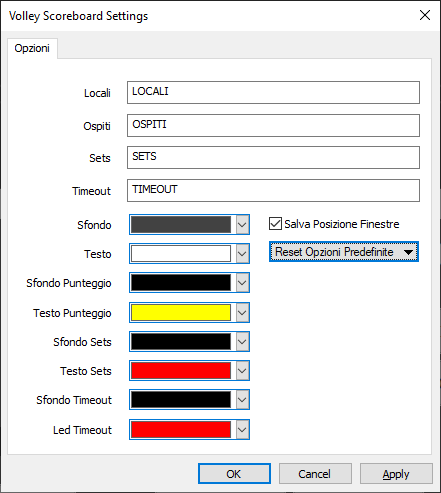 Volley Scoreboard Settings
Opzioni
Locali LOCALI
Ospiti OSPITI
Sets SETS
Timeout TIMEOUT
Sfondo Salva Posizione Finestre
Testo Reset Opzioni Predefinite
Sfondo Punteggio
Testo Punteggio
Sfondo Sets
Testo Sets
Sfondo Timeout
Led Timeout
OK Cancel Apply